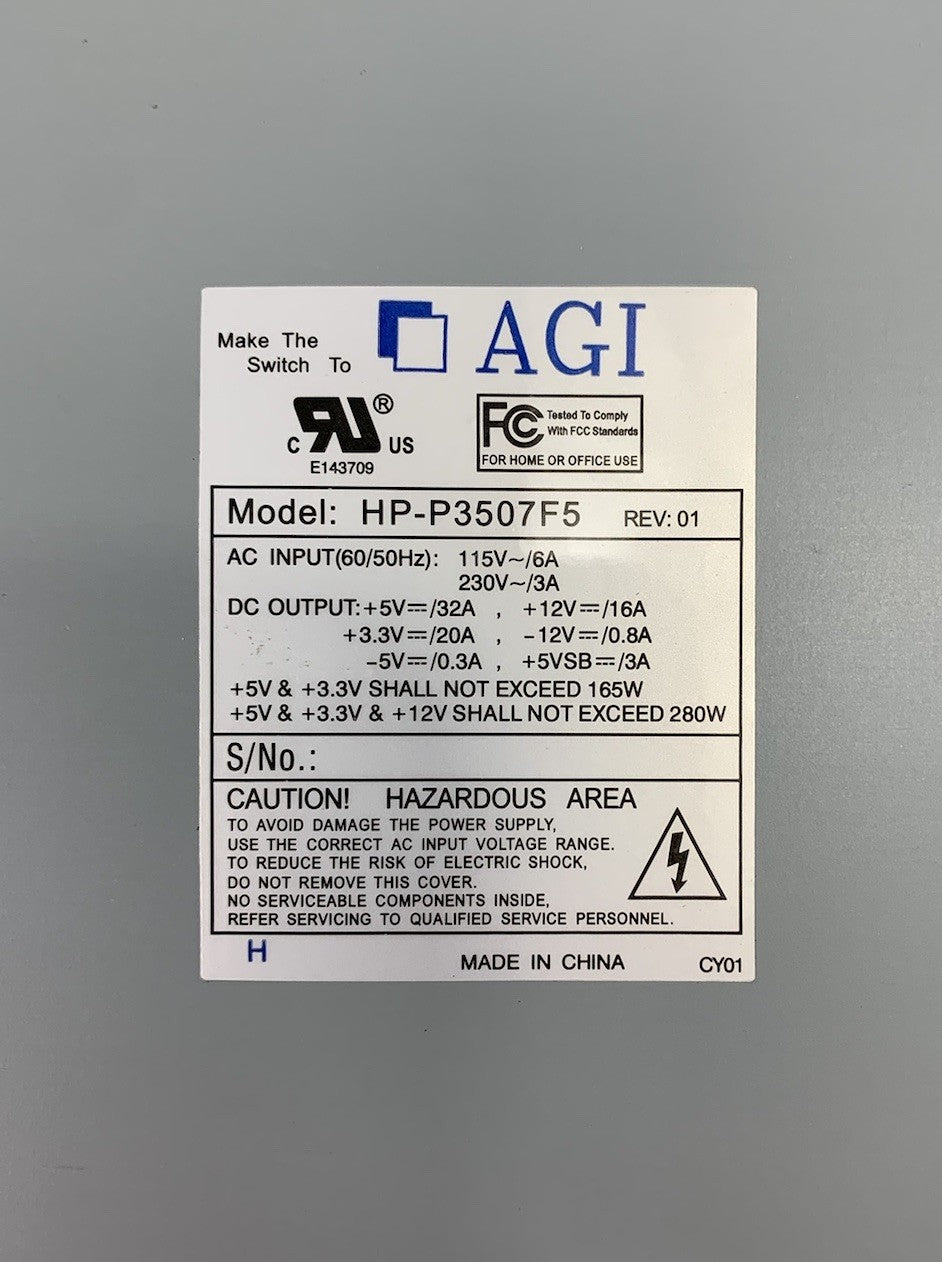 Make The
Switch To
AGI
c RU® US
E143709
FCC Tested To Comply
With FCC Standards
FOR HOME OR OFFICE USE
Model: HP-P3507F5 REV: 01
AC INPUT(60/50Hz): 115V~/6A
230V~/3A
DC OUTPUT:+5V⎓/32A , +12V⎓/16A
+3.3V⎓/20A , -12V⎓/0.8A
-5V⎓/0.3A , +5VSB⎓/3A
+5V & +3.3V SHALL NOT EXCEED 165W
+5V & +3.3V & +12V SHALL NOT EXCEED 280W
S/No.:
CAUTION! HAZARDOUS AREA
TO AVOID DAMAGE THE POWER SUPPLY,
USE THE CORRECT AC INPUT VOLTAGE RANGE.
TO REDUCE THE RISK OF ELECTRIC SHOCK,
DO NOT REMOVE THIS COVER.
NO SERVICEABLE COMPONENTS INSIDE,
REFER SERVICING TO QUALIFIED SERVICE PERSONNEL.
H
MADE IN CHINA CY01